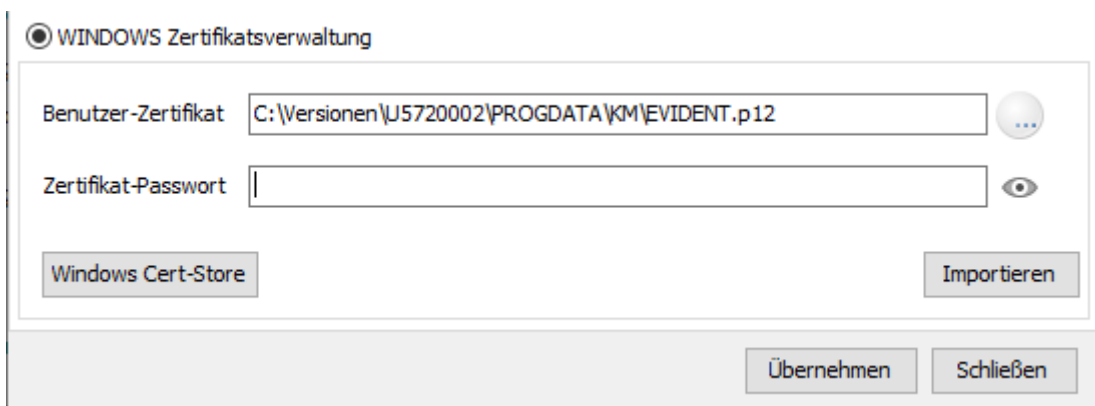 WINDOWS Zertifikatsverwaltung
Benutzer-Zertifikat C:\Versionen\U5720002\PROGDATA\KM\EVIDENT.p12 ...
Zertifikat-Passwort
Windows Cert-Store Importieren
Übernehmen Schließen